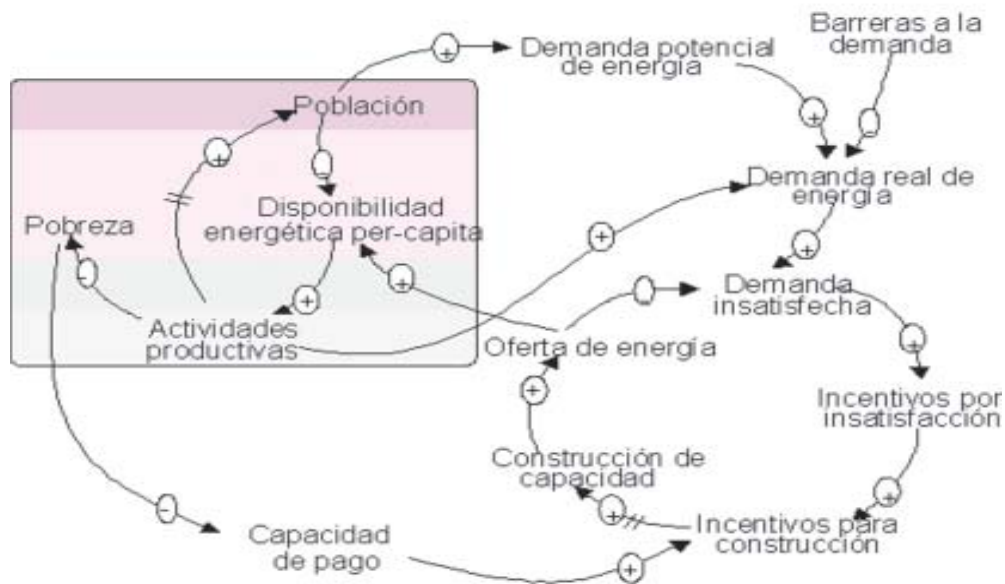 Demanda potencial
de energía
Barreras a la
demanda
Población
+
+
-
+
-
Disponibilidad
energética per-capita
Pobreza
Demanda real de
energía
+
+
-
+
+
-
Demanda
insatisfecha
Actividades
productivas
Oferta de energía
+
+
Incentivos por
insatisfacción
Construcción de
capacidad
+
-
+
Capacidad
de pago
Incentivos para
construcción
+